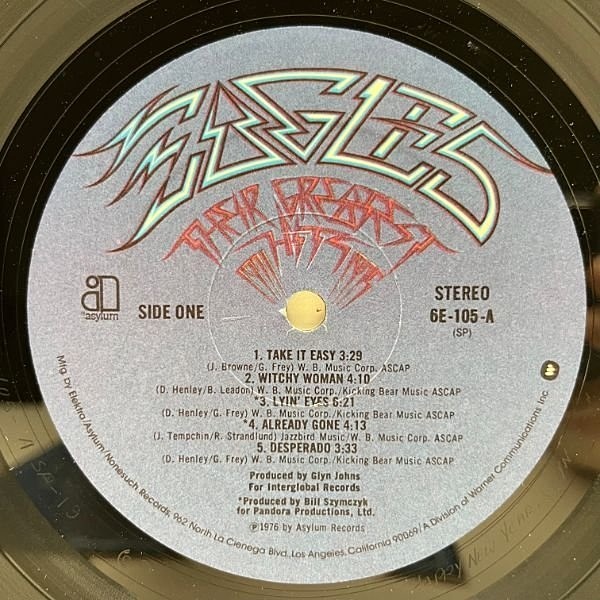 EAGLES
THEIR GREATEST
HITS
asylum
SIDE ONE
STEREO
6E-105-A
(SP)
1. TAKE IT EASY 3:29
(J. Browne/G. Frey) W. B. Music Corp. ASCAP
2. WITCHY WOMAN 4:10
(D. Henley/B. Leadon) W. B. Music Corp./Kicking Bear Music ASCAP
*3. LYIN' EYES 6:21
(D. Henley/G. Frey) W. B. Music Corp./Kicking Bear Music ASCAP
*4. ALREADY GONE 4:13
(J. Tempchin/R. Strandlund) Jazzbird Music/W. B. Music Corp. ASCAP
5. DESPERADO 3:33
(D. Henley/G. Frey) W. B. Music Corp./Kicking Bear Music ASCAP
Produced by Glyn Johns
For Interglobal Records
*Produced by Bill Szymczyk
for Pandora Productions, Ltd.
℗1976 by Asylum Records
Mfg. by Elektra/Asylum/Nonesuch Records, 962 North La Cienega Blvd., Los Angeles, California 90069/A Division of Warner Communications Inc.